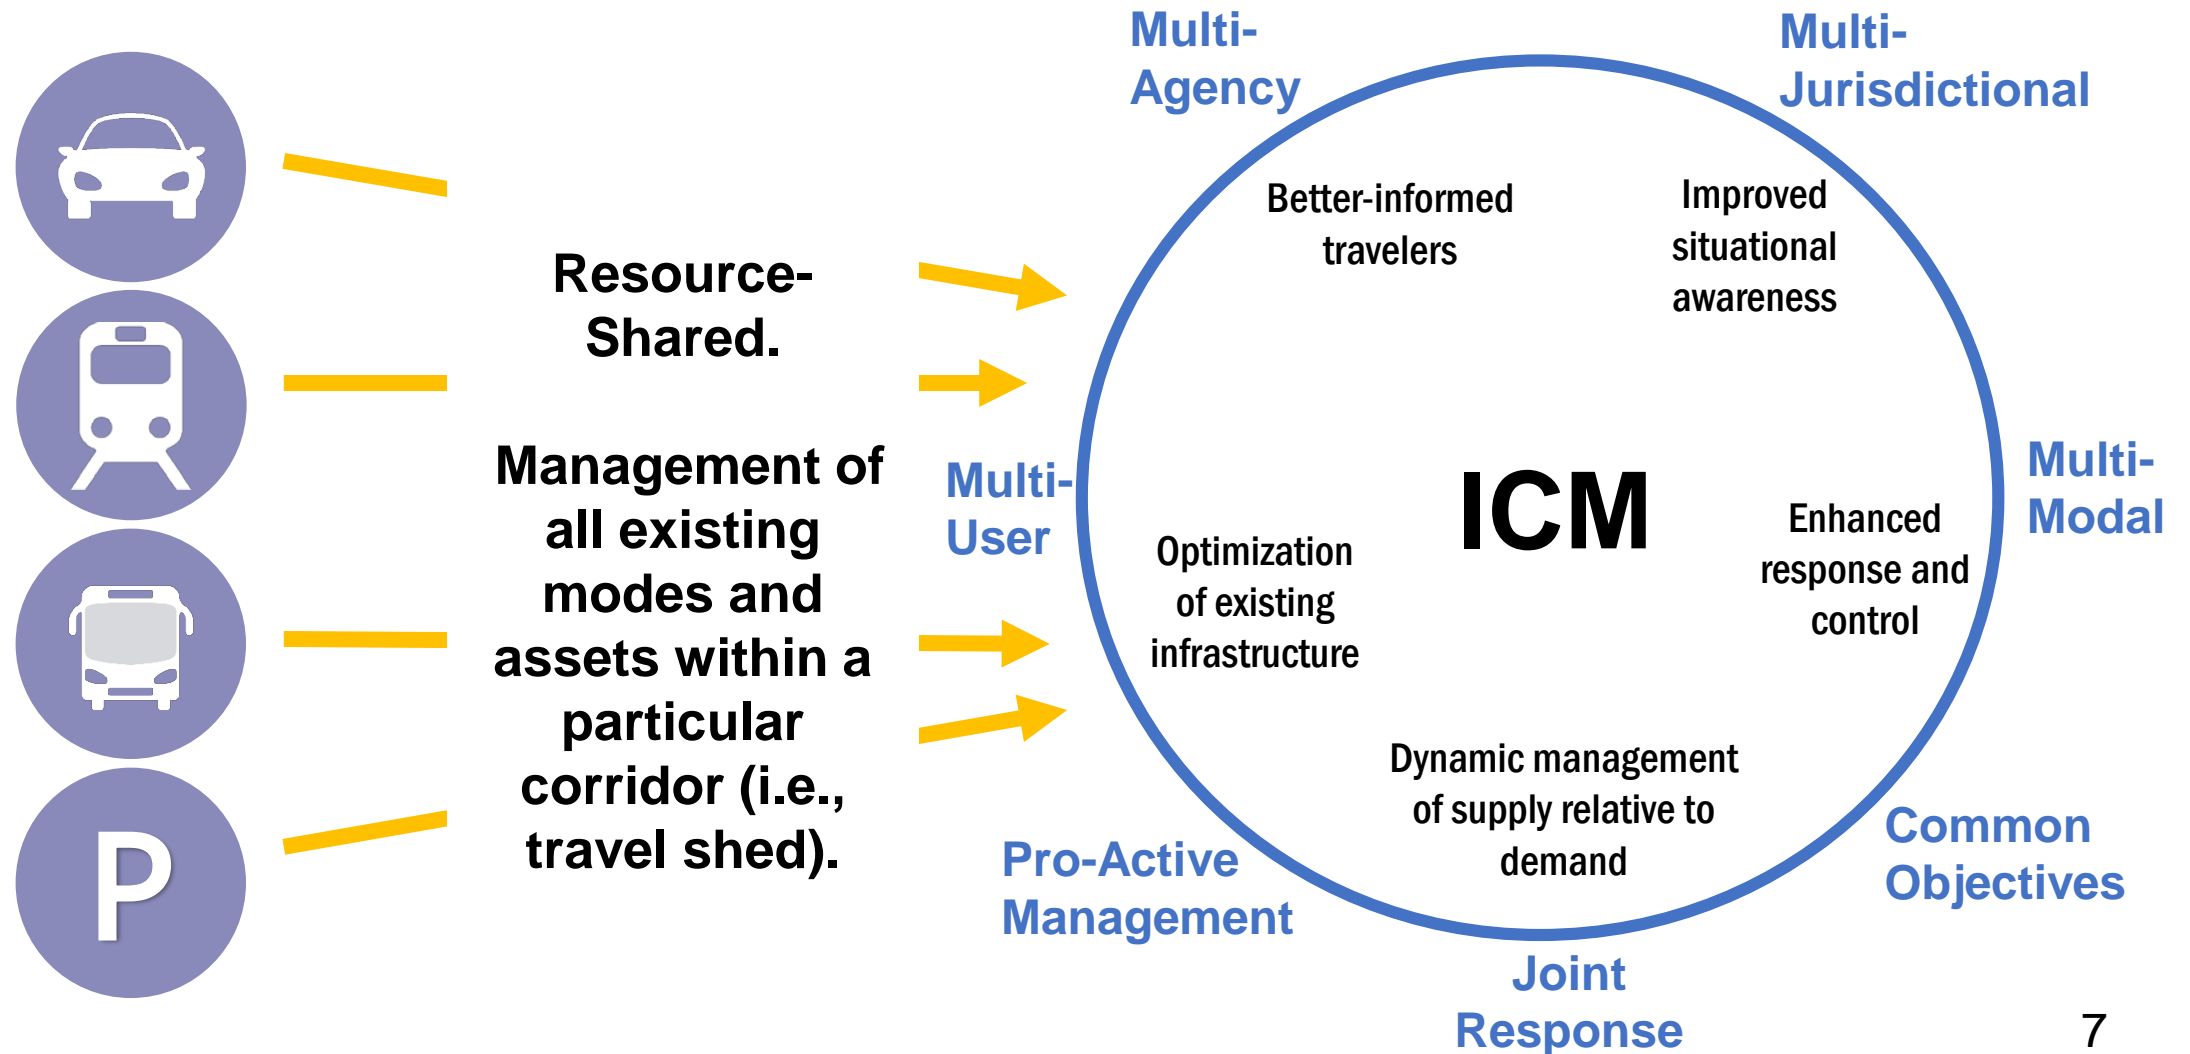 P
Resource-
Shared.
Management of
all existing
modes and
assets within a
particular
corridor (i.e.,
travel shed).
Multi-
Agency
Multi-
Jurisdictional
Better-informed
travelers
Improved
situational
awareness
Multi-
User
ICM
Multi-
Modal
Optimization
of existing
infrastructure
Enhanced
response and
control
Dynamic management
of supply relative to
demand
Pro-Active
Management
Common
Objectives
Joint
Response
7